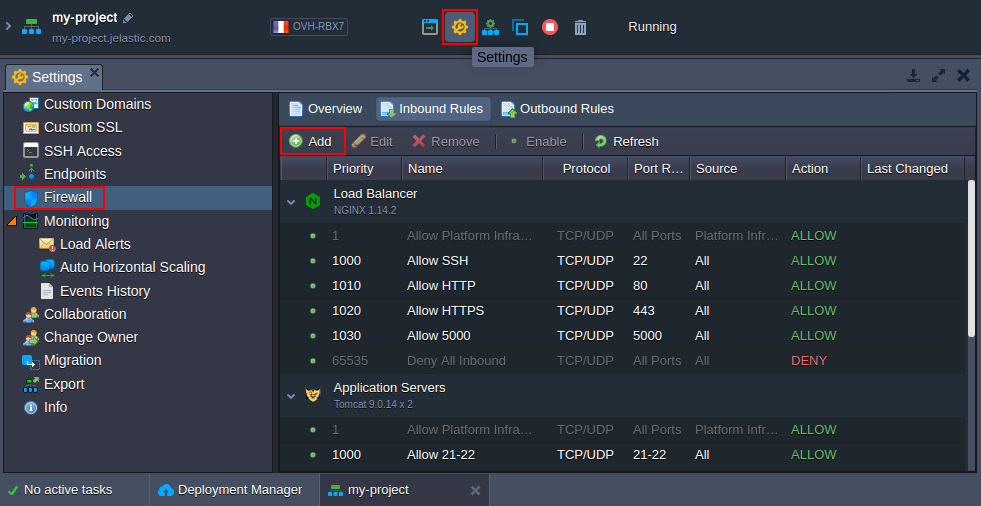 my-project
my-project.jelastic.com
OVH-RBX7
Running
Settings
Settings
Custom Domains
Custom SSL
SSH Access
Endpoints
Firewall
Monitoring
Load Alerts
Auto Horizontal Scaling
Events History
Collaboration
Change Owner
Migration
Export
Info
Overview Inbound Rules Outbound Rules
Add Edit Remove Enable Refresh
Priority Name Protocol Port R... Source Action Last Changed
Load Balancer
NGINX 1.14.2
1 Allow Platform Infra... TCP/UDP All Ports Platform Infr... ALLOW
1000 Allow SSH TCP/UDP 22 All ALLOW
1010 Allow HTTP TCP/UDP 80 All ALLOW
1020 Allow HTTPS TCP/UDP 443 All ALLOW
1030 Allow 5000 TCP/UDP 5000 All ALLOW
65535 Deny All Inbound TCP/UDP All Ports All DENY
Application Servers
Tomcat 9.0.14 x 2
1 Allow Platform Infra... TCP/UDP All Ports Platform Infr... ALLOW
1000 Allow 21-22 TCP/UDP 21-22 All ALLOW
No active tasks Deployment Manager my-project